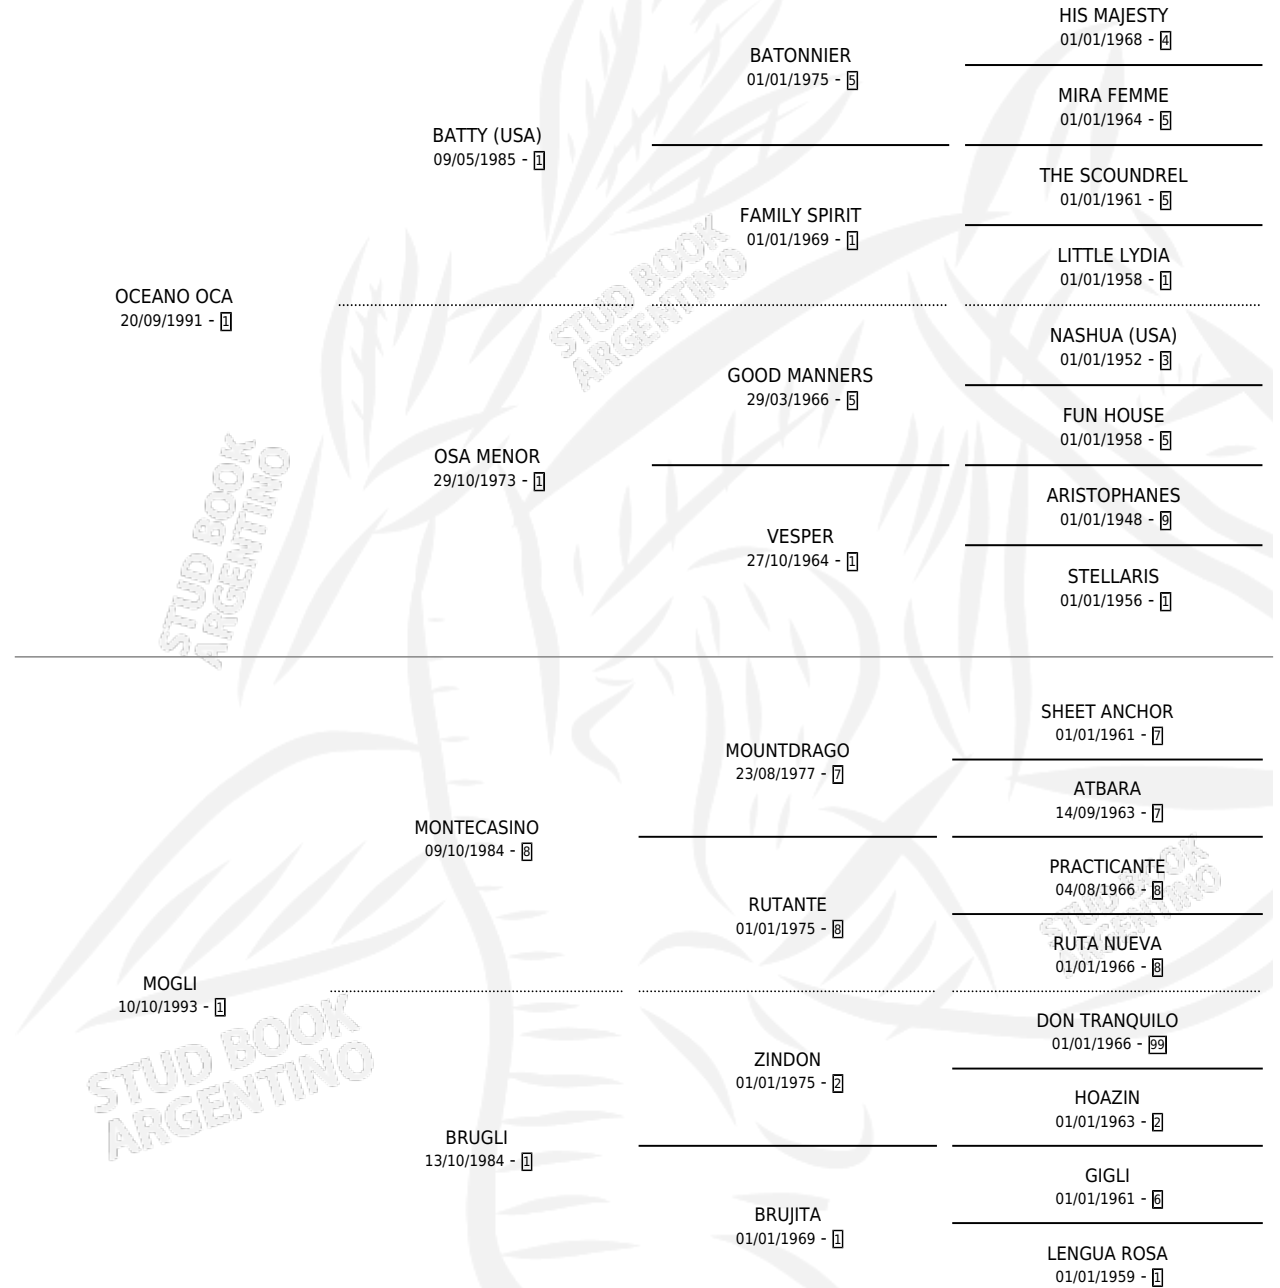 HIS MAJESTY
01/01/1968 - 4
BATONNIER
01/01/1975 - 5
MIRA FEMME
01/01/1964 - 5
BATTY (USA)
09/05/1985 - 1
THE SCOUNDREL
01/01/1961 - 5
FAMILY SPIRIT
01/01/1969 - 1
LITTLE LYDIA
01/01/1958 - 1
OCEANO OCA
20/09/1991 - 1
STUD BOOK
ARGENTINO
NASHUA (USA)
01/01/1952 - 3
GOOD MANNERS
29/03/1966 - 5
FUN HOUSE
01/01/1958 - 5
OSA MENOR
29/10/1973 - 1
ARISTOPHANES
01/01/1948 - 9
VESPER
27/10/1964 - 1
STELLARIS
01/01/1956 - 1
STUD BOOK
ARGENTINO
SHEET ANCHOR
01/01/1961 - 7
MOUNTDRAGO
23/08/1977 - 7
ATBARA
14/09/1963 - 7
MONTECASINO
09/10/1984 - 8
PRACTICANTE
04/08/1966 - 8
RUTANTE
01/01/1975 - 8
RUTA NUEVA
01/01/1966 - 8
STUD BOOK
ARGENTINO
MOGLI
10/10/1993 - 1
DON TRANQUILO
01/01/1966 - 99
ZINDON
01/01/1975 - 2
HOAZIN
01/01/1963 - 2
STUD BOOK
ARGENTINO
BRUGLI
13/10/1984 - 1
GIGLI
01/01/1961 - 6
BRUJITA
01/01/1969 - 1
LENGUA ROSA
01/01/1959 - 1